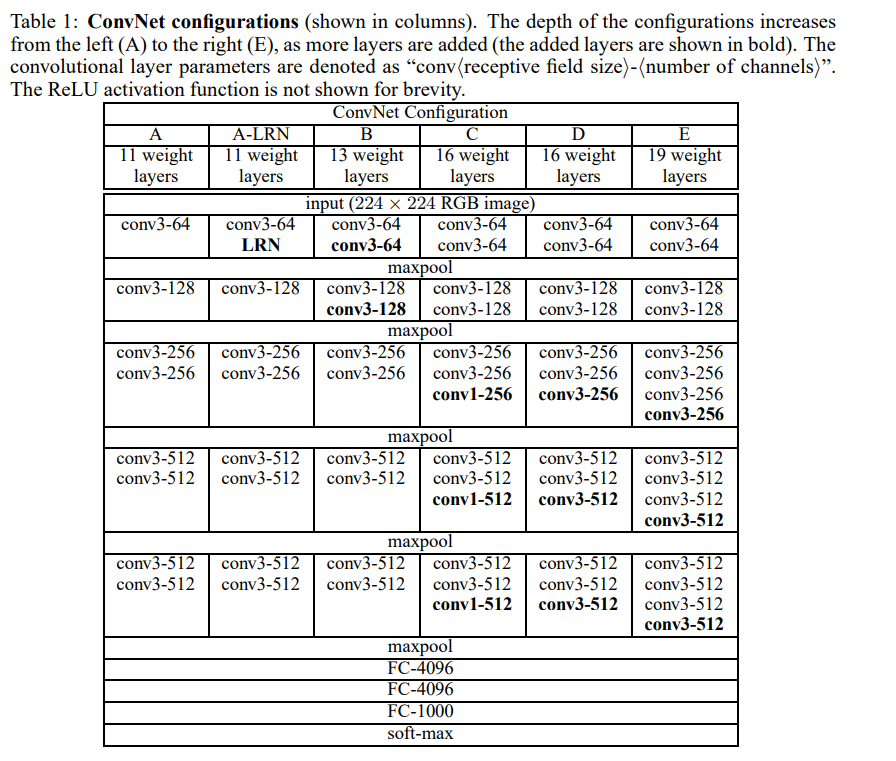 Table 1: ConvNet configurations (shown in columns). The depth of the configurations increases
from the left (A) to the right (E), as more layers are added (the added layers are shown in bold). The
convolutional layer parameters are denoted as “conv⟨receptive field size⟩-⟨number of channels⟩”.
The ReLU activation function is not shown for brevity.
ConvNet Configuration
A A-LRN B C D E
11 weight 11 weight 13 weight 16 weight 16 weight 19 weight
layers layers layers layers layers layers
input (224 × 224 RGB image)
conv3-64 conv3-64 conv3-64 conv3-64 conv3-64 conv3-64
LRN conv3-64 conv3-64 conv3-64 conv3-64
maxpool
conv3-128 conv3-128 conv3-128 conv3-128 conv3-128 conv3-128
conv3-128 conv3-128 conv3-128 conv3-128
maxpool
conv3-256 conv3-256 conv3-256 conv3-256 conv3-256 conv3-256
conv3-256 conv3-256 conv3-256 conv3-256 conv3-256 conv3-256
conv1-256 conv3-256 conv3-256
conv3-256
maxpool
conv3-512 conv3-512 conv3-512 conv3-512 conv3-512 conv3-512
conv3-512 conv3-512 conv3-512 conv3-512 conv3-512 conv3-512
conv1-512 conv3-512 conv3-512
conv3-512
maxpool
conv3-512 conv3-512 conv3-512 conv3-512 conv3-512 conv3-512
conv3-512 conv3-512 conv3-512 conv3-512 conv3-512 conv3-512
conv1-512 conv3-512 conv3-512
conv3-512
maxpool
FC-4096
FC-4096
FC-1000
soft-max